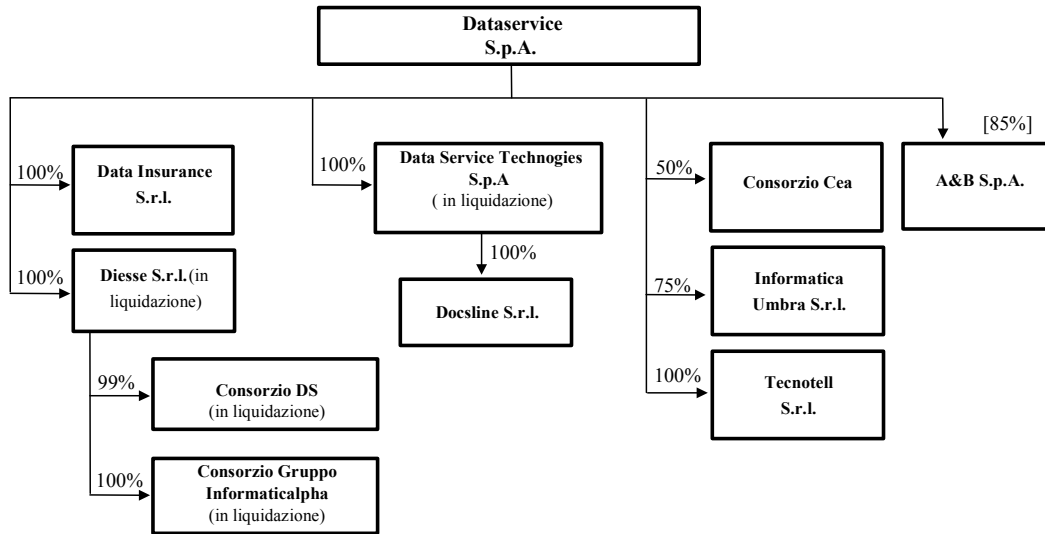 Dataservice
S.p.A.
[85%]
100%
Data Insurance
S.r.l.
100%
Data Service Technogies
S.p.A
( in liquidazione)
50%
Consorzio Cea
A&B S.p.A.
100%
Diesse S.r.l.(in
liquidazione)
100%
Docsline S.r.l.
75%
Informatica
Umbra S.r.l.
99%
Consorzio DS
(in liquidazione)
100%
Tecnotell
S.r.l.
100%
Consorzio Gruppo
Informaticalpha
(in liquidazione)